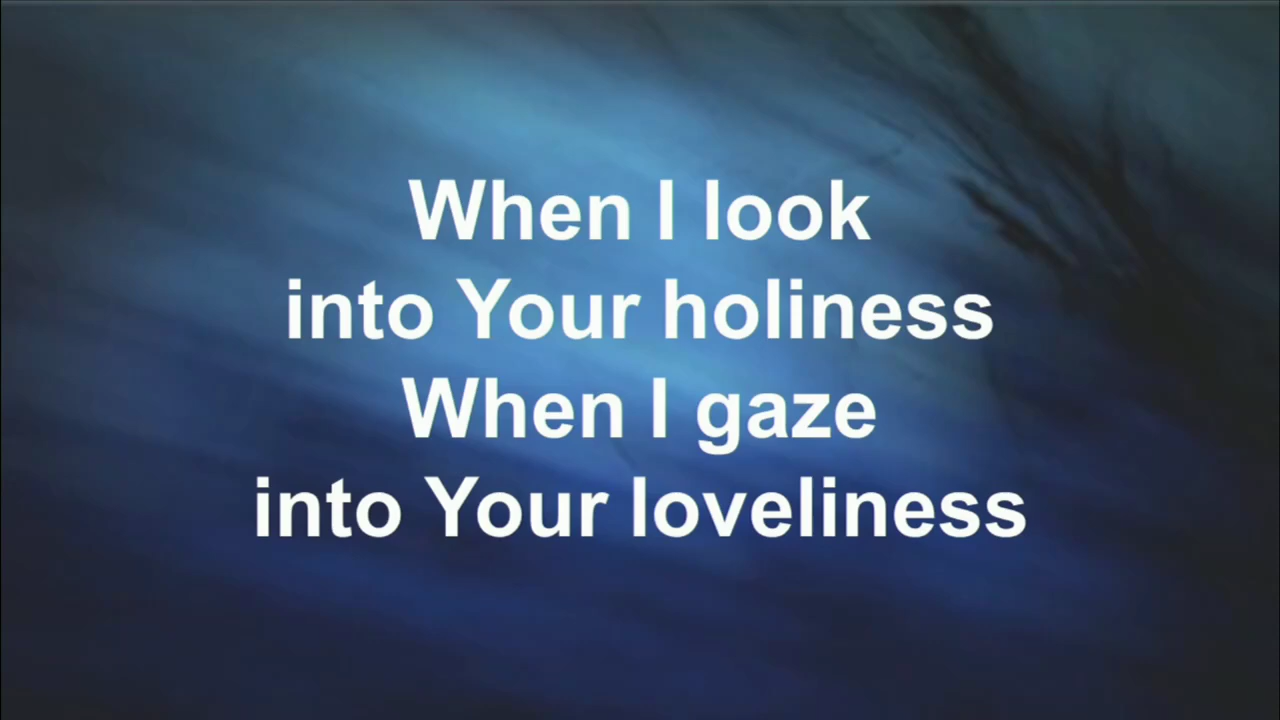 When I look
into Your holiness
When I gaze
into Your loveliness